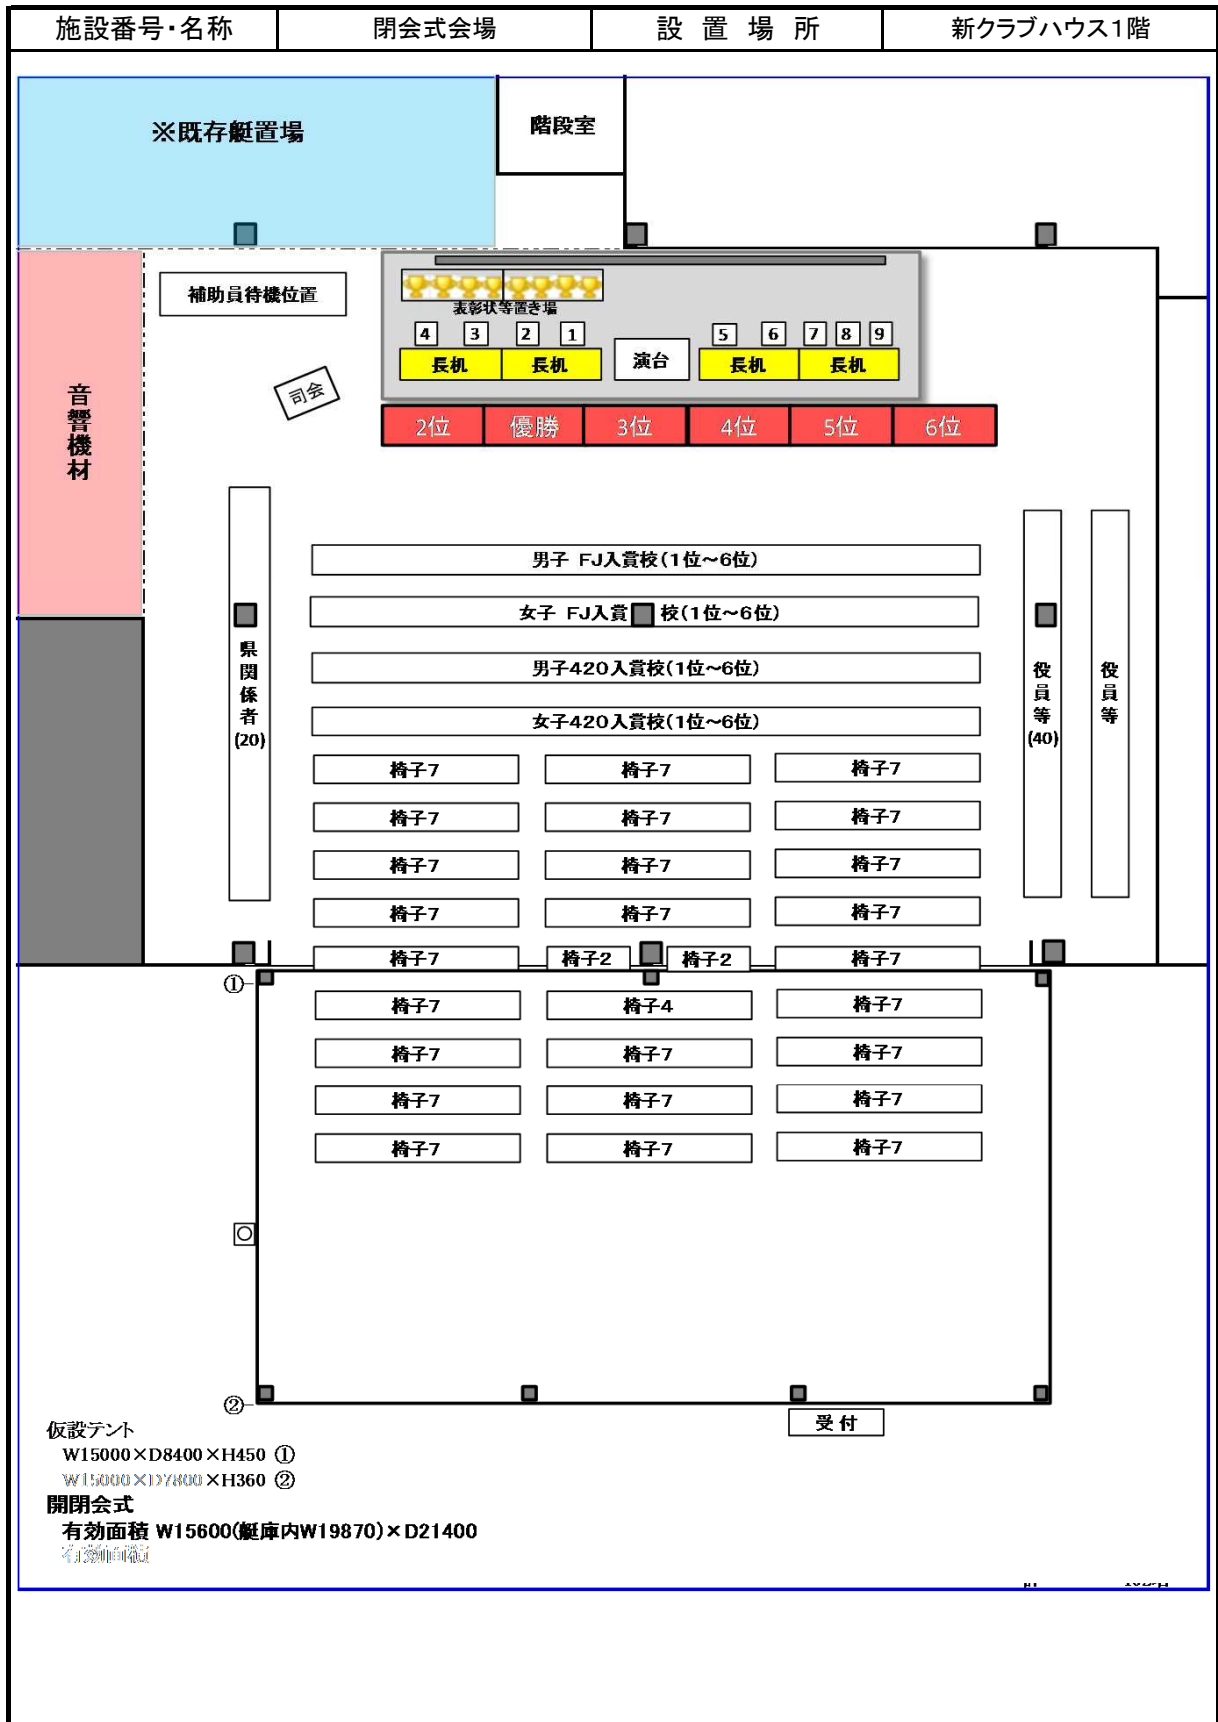 施設番号・名称 閉会式会場 設置場所 新クラブハウス1階
※既存艇置場
階段室
補助員待機位置
表彰状等置き場
4 3 2 1 5 6 7 8 9
長机 長机 演台 長机 長机
司会
音響機材
2位 優勝 3位 4位 5位 6位
男子 FJ入賞校(1位~6位)
女子 FJ入賞 校(1位~6位)
男子420入賞校(1位~6位)
女子420入賞校(1位~6位)
県関係者(20)
役員等(40)
役員等
椅子7 椅子7 椅子7
椅子7 椅子7 椅子7
椅子7 椅子7 椅子7
椅子7 椅子7 椅子7
椅子7 椅子2 椅子2 椅子7
①
椅子7 椅子4 椅子7
椅子7 椅子7 椅子7
椅子7 椅子7 椅子7
椅子7 椅子7 椅子7
②
受付
仮設テント
W15000×D8400×H450 ①
W15000×D7800×H360 ②
開閉会式
有効面積 W15600(艇庫内W19870)×D21400
有効面積